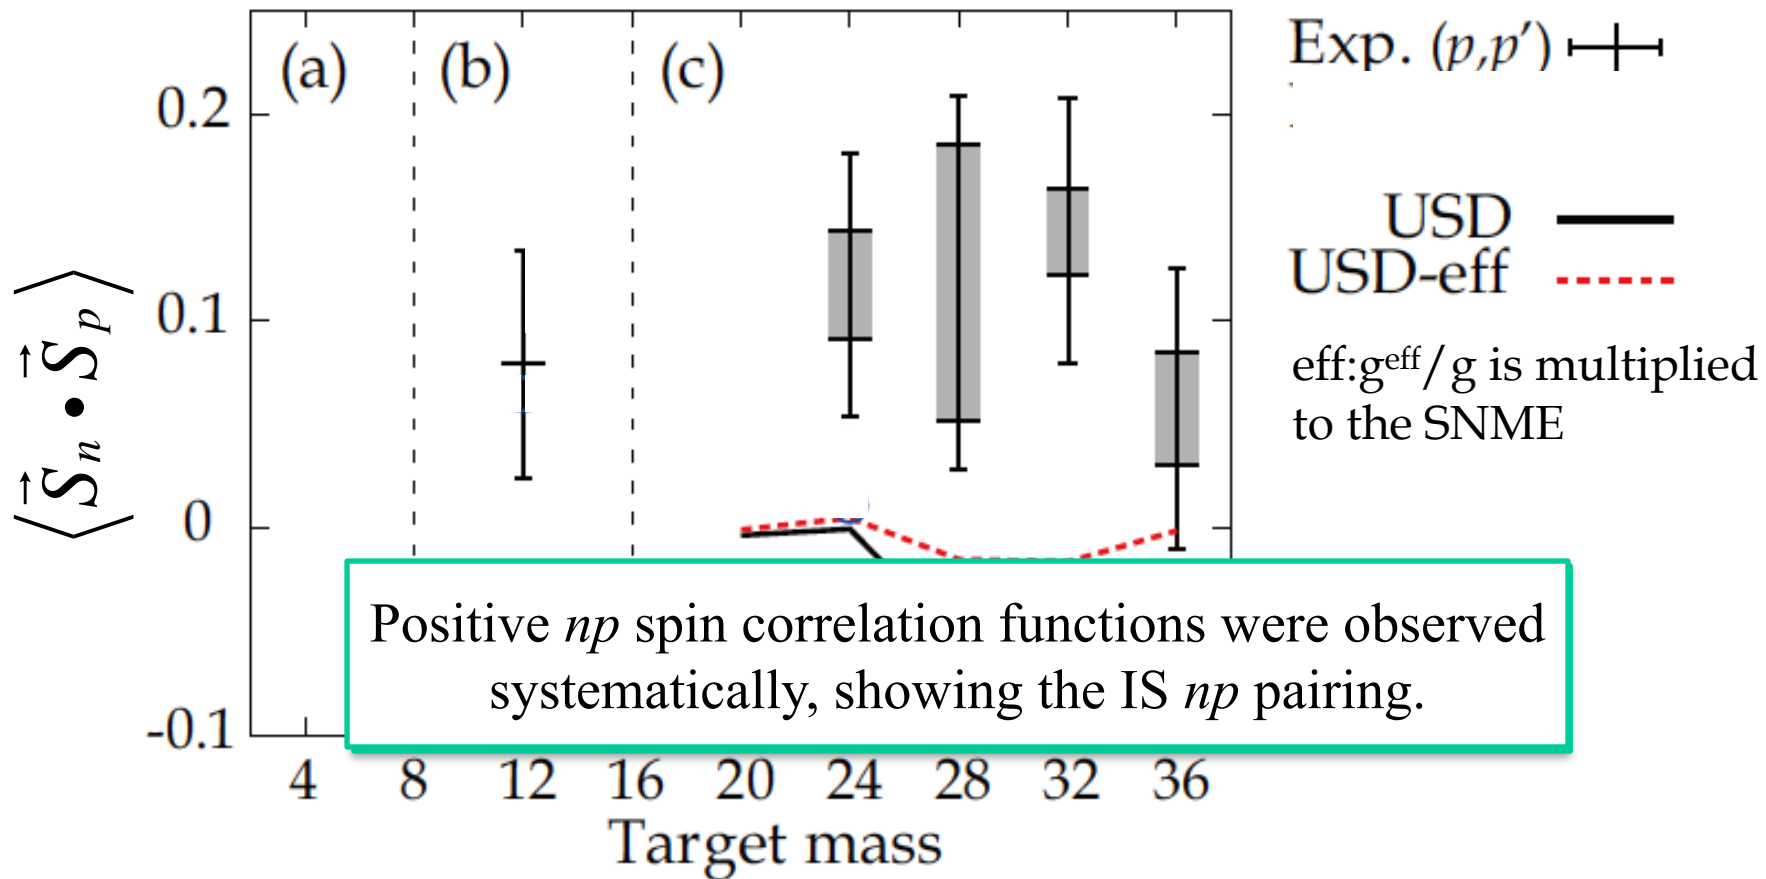 (a) (b) (c)
Exp. (p,p′)
0.2
0.1
0
-0.1
⟨S⃗n • S⃗p⟩
USD
USD-eff
eff:g^eff/g is multiplied
to the SNME
Positive np spin correlation functions were observed
systematically, showing the IS np pairing.
4 8 12 16 20 24 28 32 36
Target mass